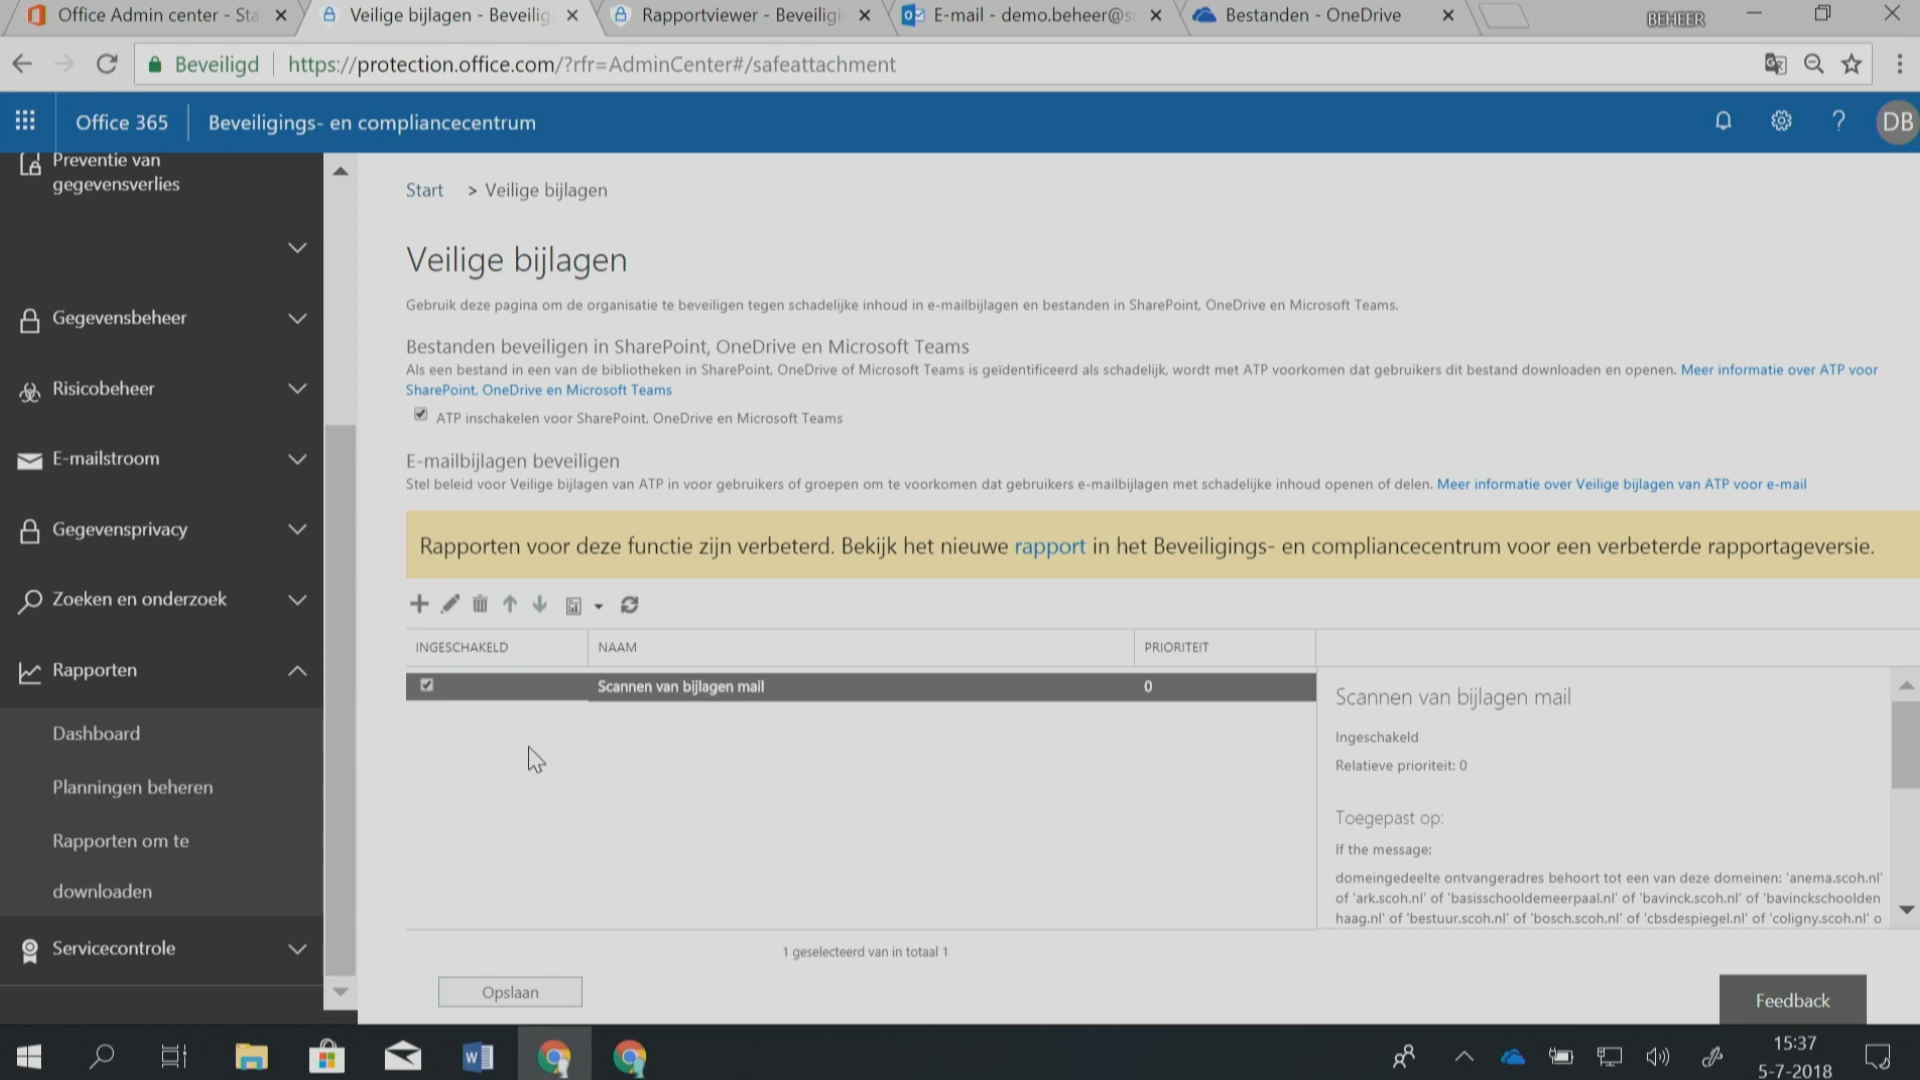 Office Admin center - Sta
Veilige bijlagen - Beveilig
Rapportviewer - Beveiligi
E-mail - demo.beheer@s
Bestanden - OneDrive
BEHEER
Beveiligd
https://protection.office.com/?rfr=AdminCenter#/safeattachment
Office 365
Beveiligings- en compliancecentrum
?
DB
Preventie van
gegevensverlies
Gegevensbeheer
Risicobeheer
E-mailstroom
Gegevensprivacy
Zoeken en onderzoek
Rapporten
Dashboard
Planningen beheren
Rapporten om te
downloaden
Servicecontrole
Start > Veilige bijlagen
Veilige bijlagen
Gebruik deze pagina om de organisatie te beveiligen tegen schadelijke inhoud in e-mailbijlagen en bestanden in SharePoint, OneDrive en Microsoft Teams.
Bestanden beveiligen in SharePoint, OneDrive en Microsoft Teams
Als een bestand in een van de bibliotheken in SharePoint, OneDrive of Microsoft Teams is geïdentificeerd als schadelijk, wordt met ATP voorkomen dat gebruikers dit bestand downloaden en openen. Meer informatie over ATP voor
SharePoint, OneDrive en Microsoft Teams
ATP inschakelen voor SharePoint, OneDrive en Microsoft Teams
E-mailbijlagen beveiligen
Stel beleid voor Veilige bijlagen van ATP in voor gebruikers of groepen om te voorkomen dat gebruikers e-mailbijlagen met schadelijke inhoud openen of delen. Meer informatie over Veilige bijlagen van ATP voor e-mail
Rapporten voor deze functie zijn verbeterd. Bekijk het nieuwe rapport in het Beveiligings- en compliancecentrum voor een verbeterde rapportageversie.
INGESCHAKELD
NAAM
PRIORITEIT
Scannen van bijlagen mail
0
Scannen van bijlagen mail
Ingeschakeld
Relatieve prioriteit: 0
Toegepast op:
If the message:
domeingedeelte ontvangeradres behoort tot een van deze domeinen: 'anema.scoh.nl'
of 'ark.scoh.nl' of 'basisschooldemeerpaal.nl' of 'bavinck.scoh.nl' of 'bavinckschoolden
haag.nl' of 'bestuur.scoh.nl' of 'bosch.scoh.nl' of 'cbsdespiegel.nl' of 'coligny.scoh.nl' o
1 geselecteerd van in totaal 1
Opslaan
Feedback
15:37
5-7-2018